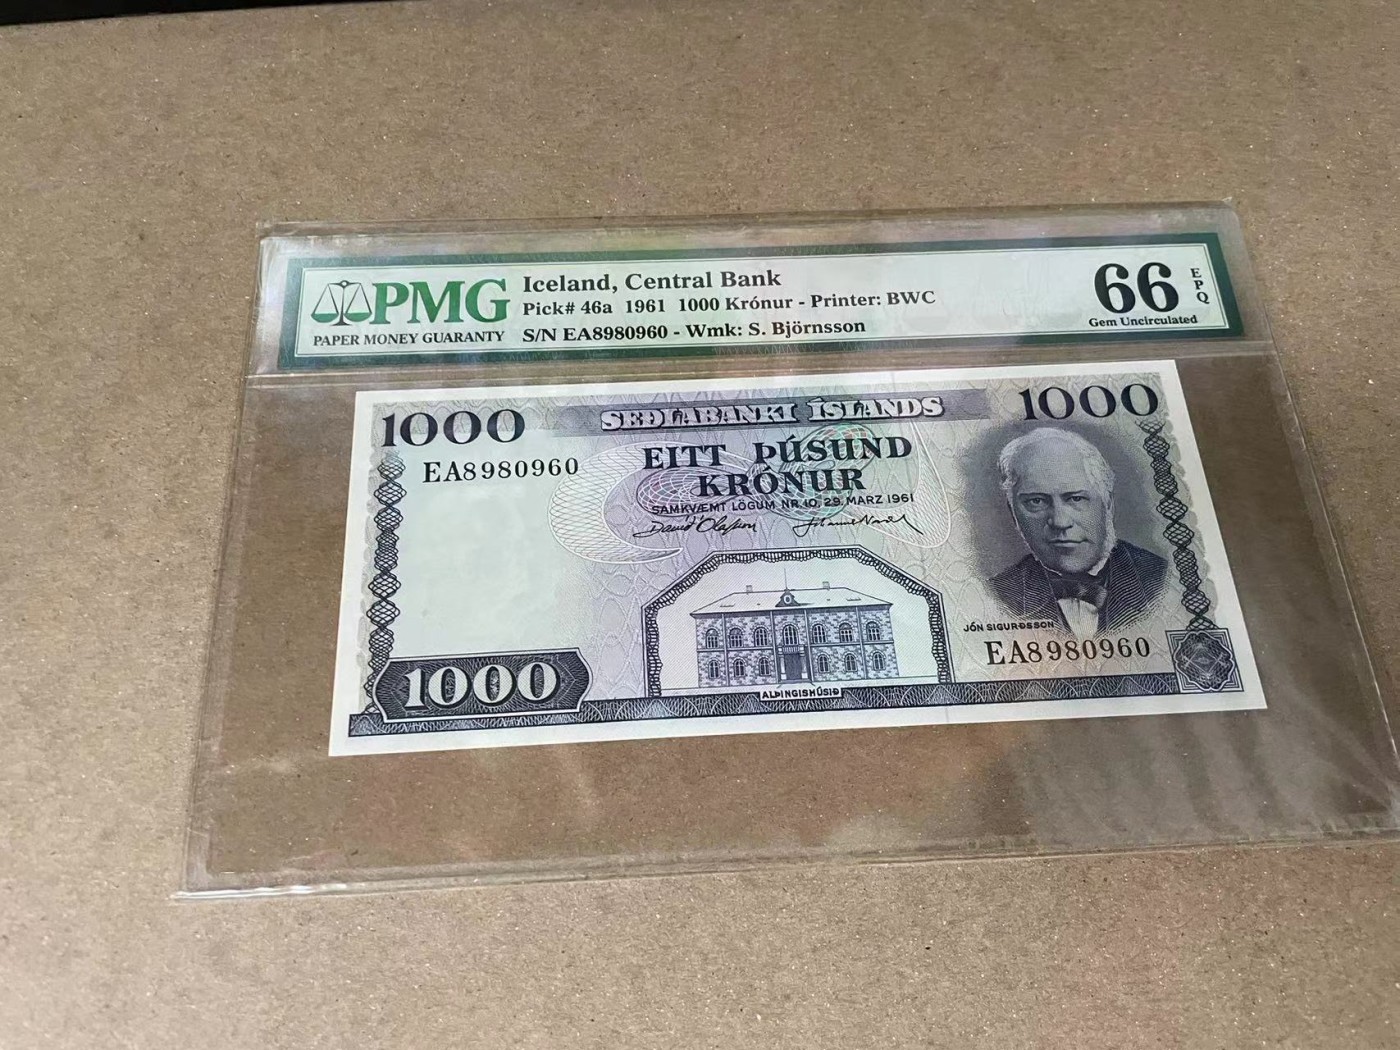 PMG
PAPER MONEY GUARANTY
Iceland, Central Bank
Pick# 46a 1961 1000 Krónur - Printer: BWC
S/N EA8980960 - Wmk: S. Björnsson
66
EPQ
Gem Uncirculated
1000
SEÐLABANKI ÍSLANDS
1000
EA8980960
EITT ÞÚSUND
KRÓNUR
SAMKVÆMT LÖGUM NR. 10, 29. MARZ 1961
Davíð Ólafsson
JÓN SIGURÐSSON
EA8980960
1000
ALÞINGISHÚSIÐ